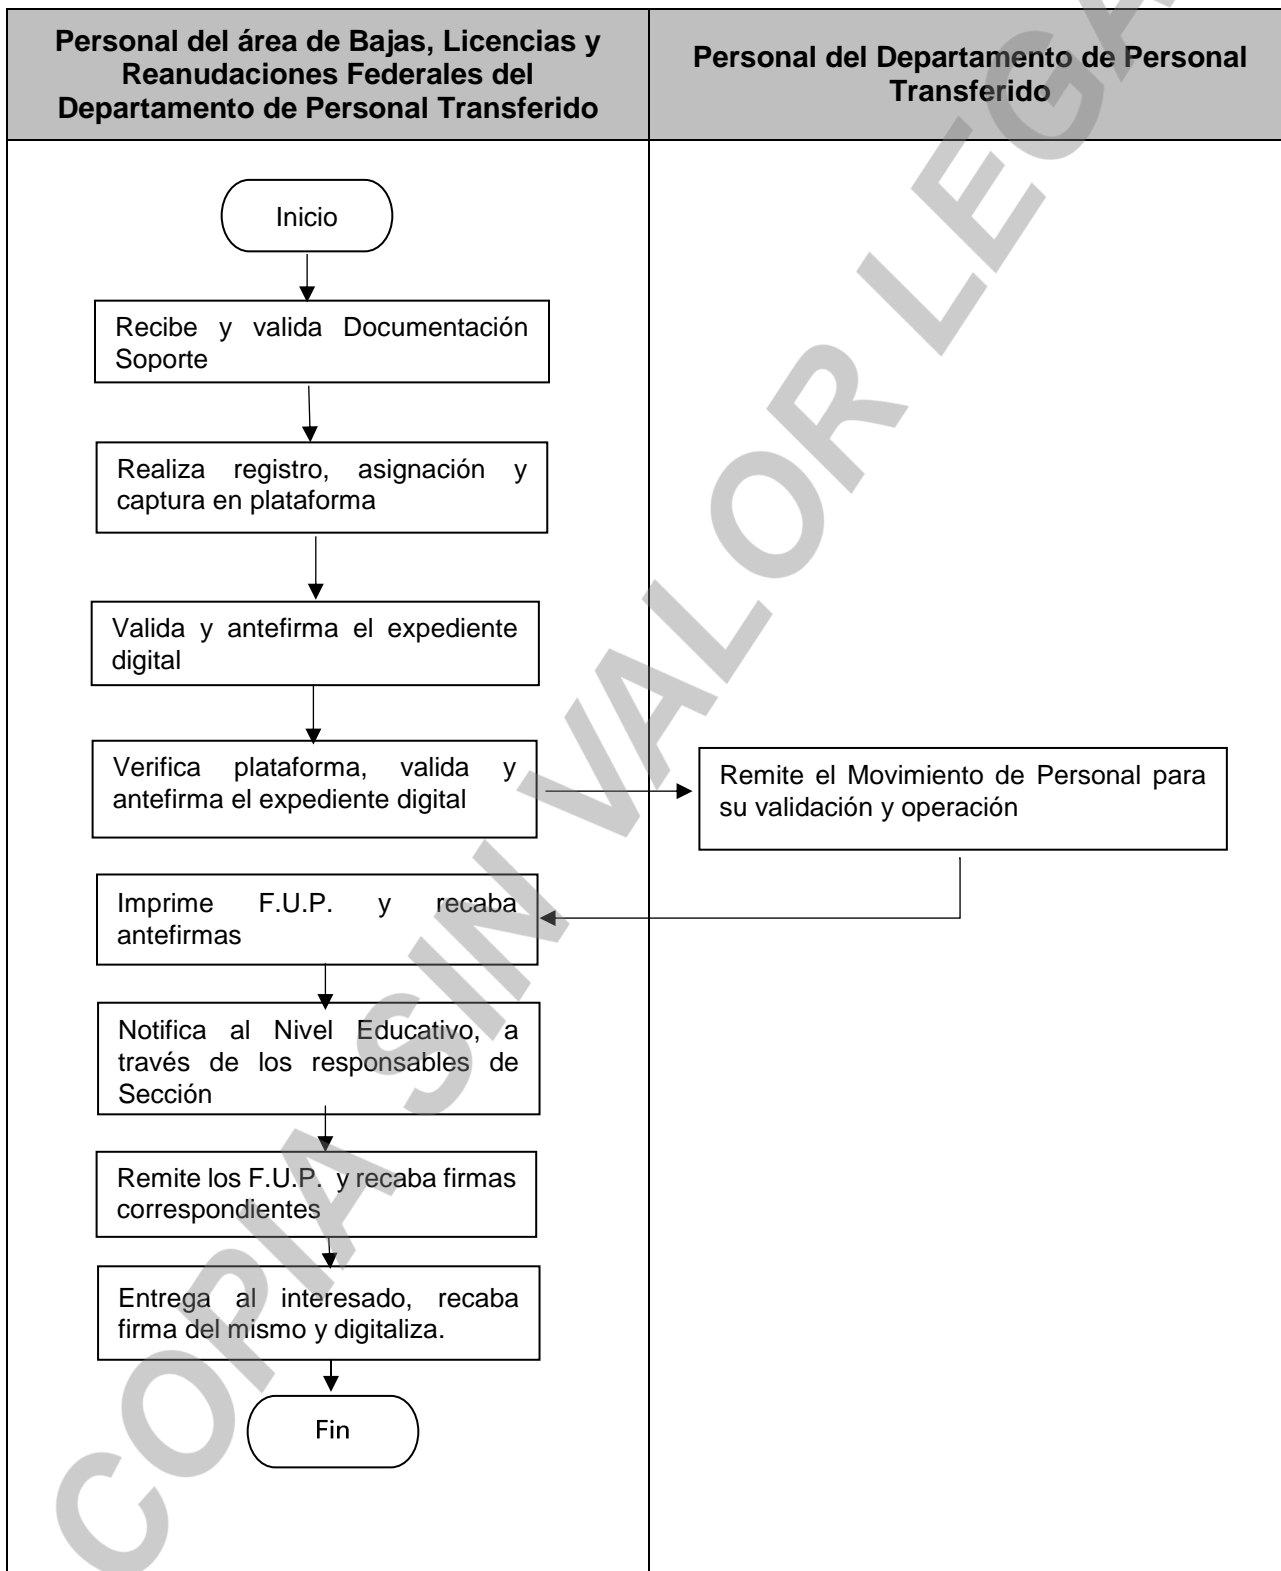 Personal del área de Bajas, Licencias y
Reanudaciones Federales del
Departamento de Personal Transferido
Personal del Departamento de Personal
Transferido
Inicio
Recibe y valida Documentación
Soporte
Realiza registro, asignación y
captura en plataforma
Valida y antefirma el expediente
digital
Verifica plataforma, valida y
antefirma el expediente digital
Remite el Movimiento de Personal para
su validación y operación
Imprime F.U.P. y recaba
antefirmas
Notifica al Nivel Educativo, a
través de los responsables de
Sección
Remite los F.U.P. y recaba firmas
correspondientes
Entrega al interesado, recaba
firma del mismo y digitaliza.
Fin
COPIA SIN VALOR LEGA